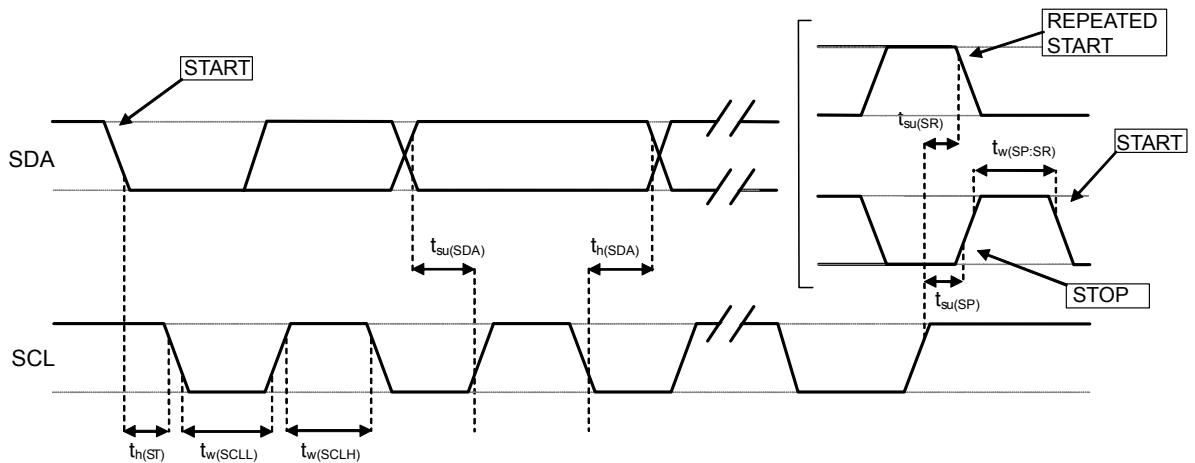 REPEATED
START
START
tsu(SR)
START
tw(SP:SR)
SDA
tsu(SDA)
th(SDA)
tsu(SP)
STOP
SCL
th(ST)
tw(SCLL)
tw(SCLH)